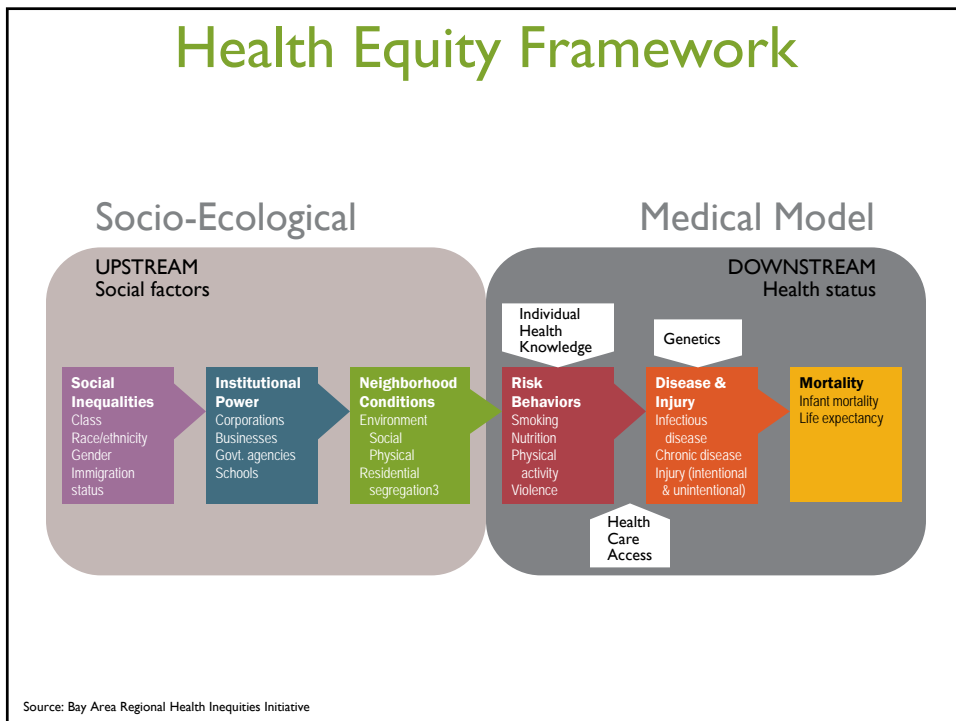 Health Equity Framework
Socio-Ecological
Medical Model
UPSTREAM
Social factors
DOWNSTREAM
Health status
Individual
Health
Knowledge
Genetics
Social
Inequalities
Class
Race/ethnicity
Gender
Immigration
status
Institutional
Power
Corporations
Businesses
Govt. agencies
Schools
Neighborhood
Conditions
Environment
Social
Physical
Residential
segregation3
Risk
Behaviors
Smoking
Nutrition
Physical
activity
Violence
Disease &
Injury
Infectious
disease
Chronic disease
Injury (intentional
& unintentional)
Mortality
Infant mortality
Life expectancy
Health
Care
Access
Source: Bay Area Regional Health Inequities Initiative